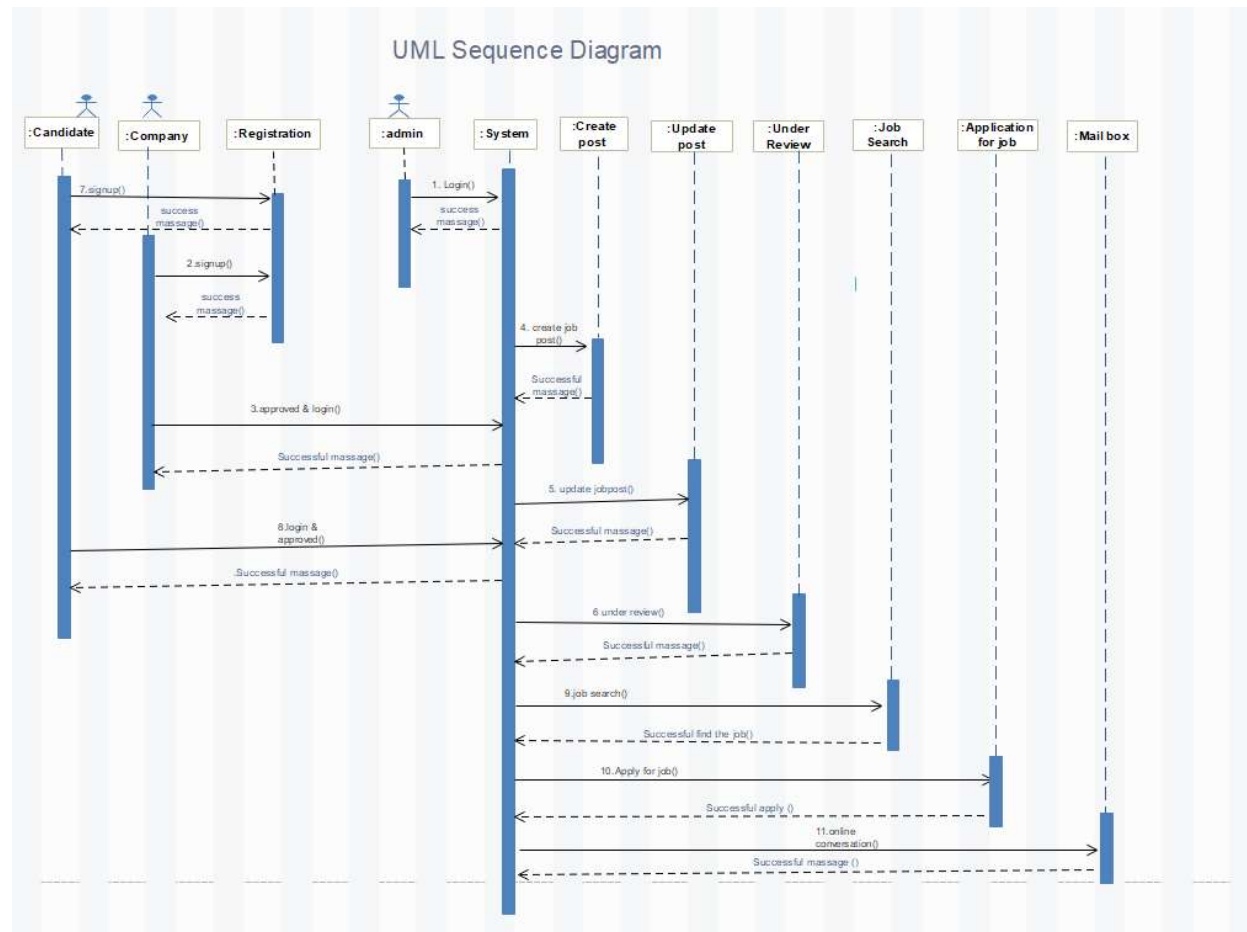 UML Sequence Diagram
:Candidate
:Company
:Registration
:admin
:System
:Create
post
:Update
post
:Under
Review
:Job
Search
:Application
for job
:Mail box
7.signup()
success
massage()
1. Login()
success
massage()
2.signup()
success
massage()
4. create job
post()
Successful
massage()
3.approved & login()
Successful massage()
5. update jobpost()
Successful massage()
8.login &
approved()
.Successful massage()
6 under review()
Successful massage()
9.job search()
Successful find the job()
10.Apply for job()
Successful apply ()
11.online
conversation()
Successful massage ()